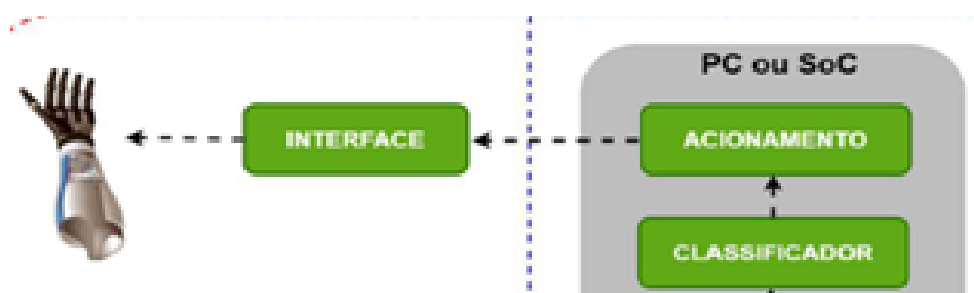 PC ou SoC
INTERFACE
ACIONAMENTO
CLASSIFICADOR